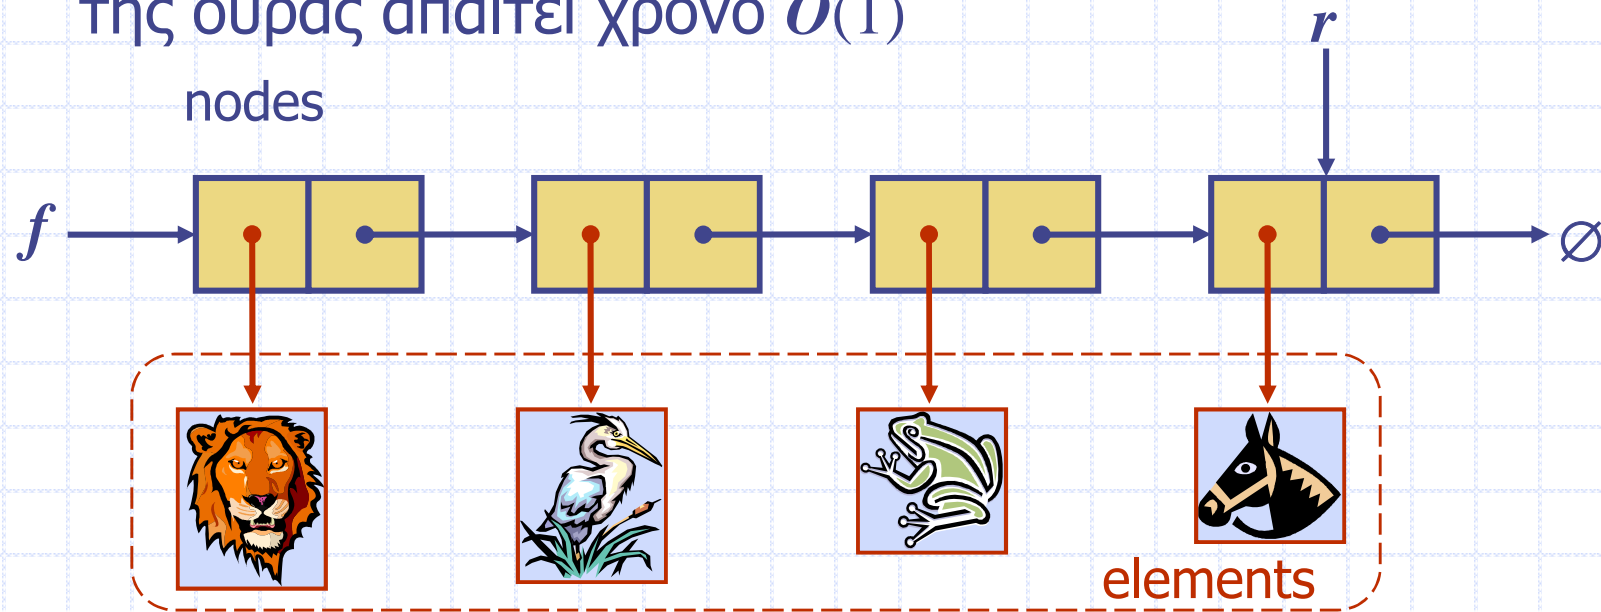 της ουράς απαιτεί χρόνο O(1)
r
nodes
f
∅
elements